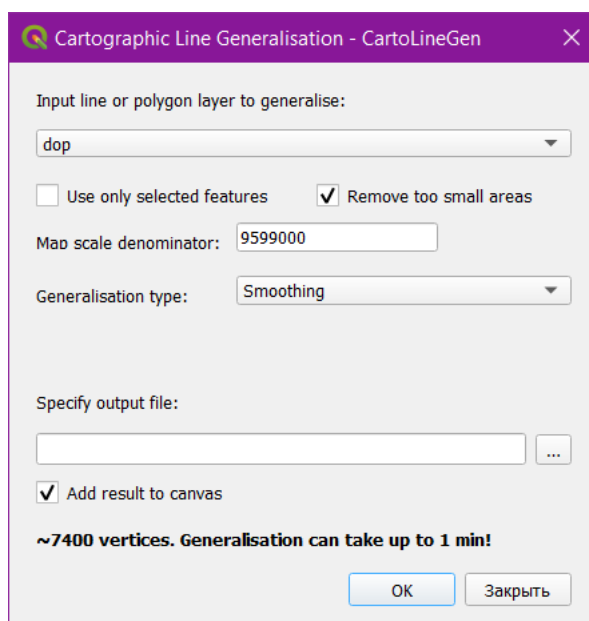 Cartographic Line Generalisation - CartoLineGen
Input line or polygon layer to generalise:
dop
Use only selected features Remove too small areas
Map scale denominator: 9599000
Generalisation type: Smoothing
Specify output file:
...
Add result to canvas
~7400 vertices. Generalisation can take up to 1 min!
OK Закрыть